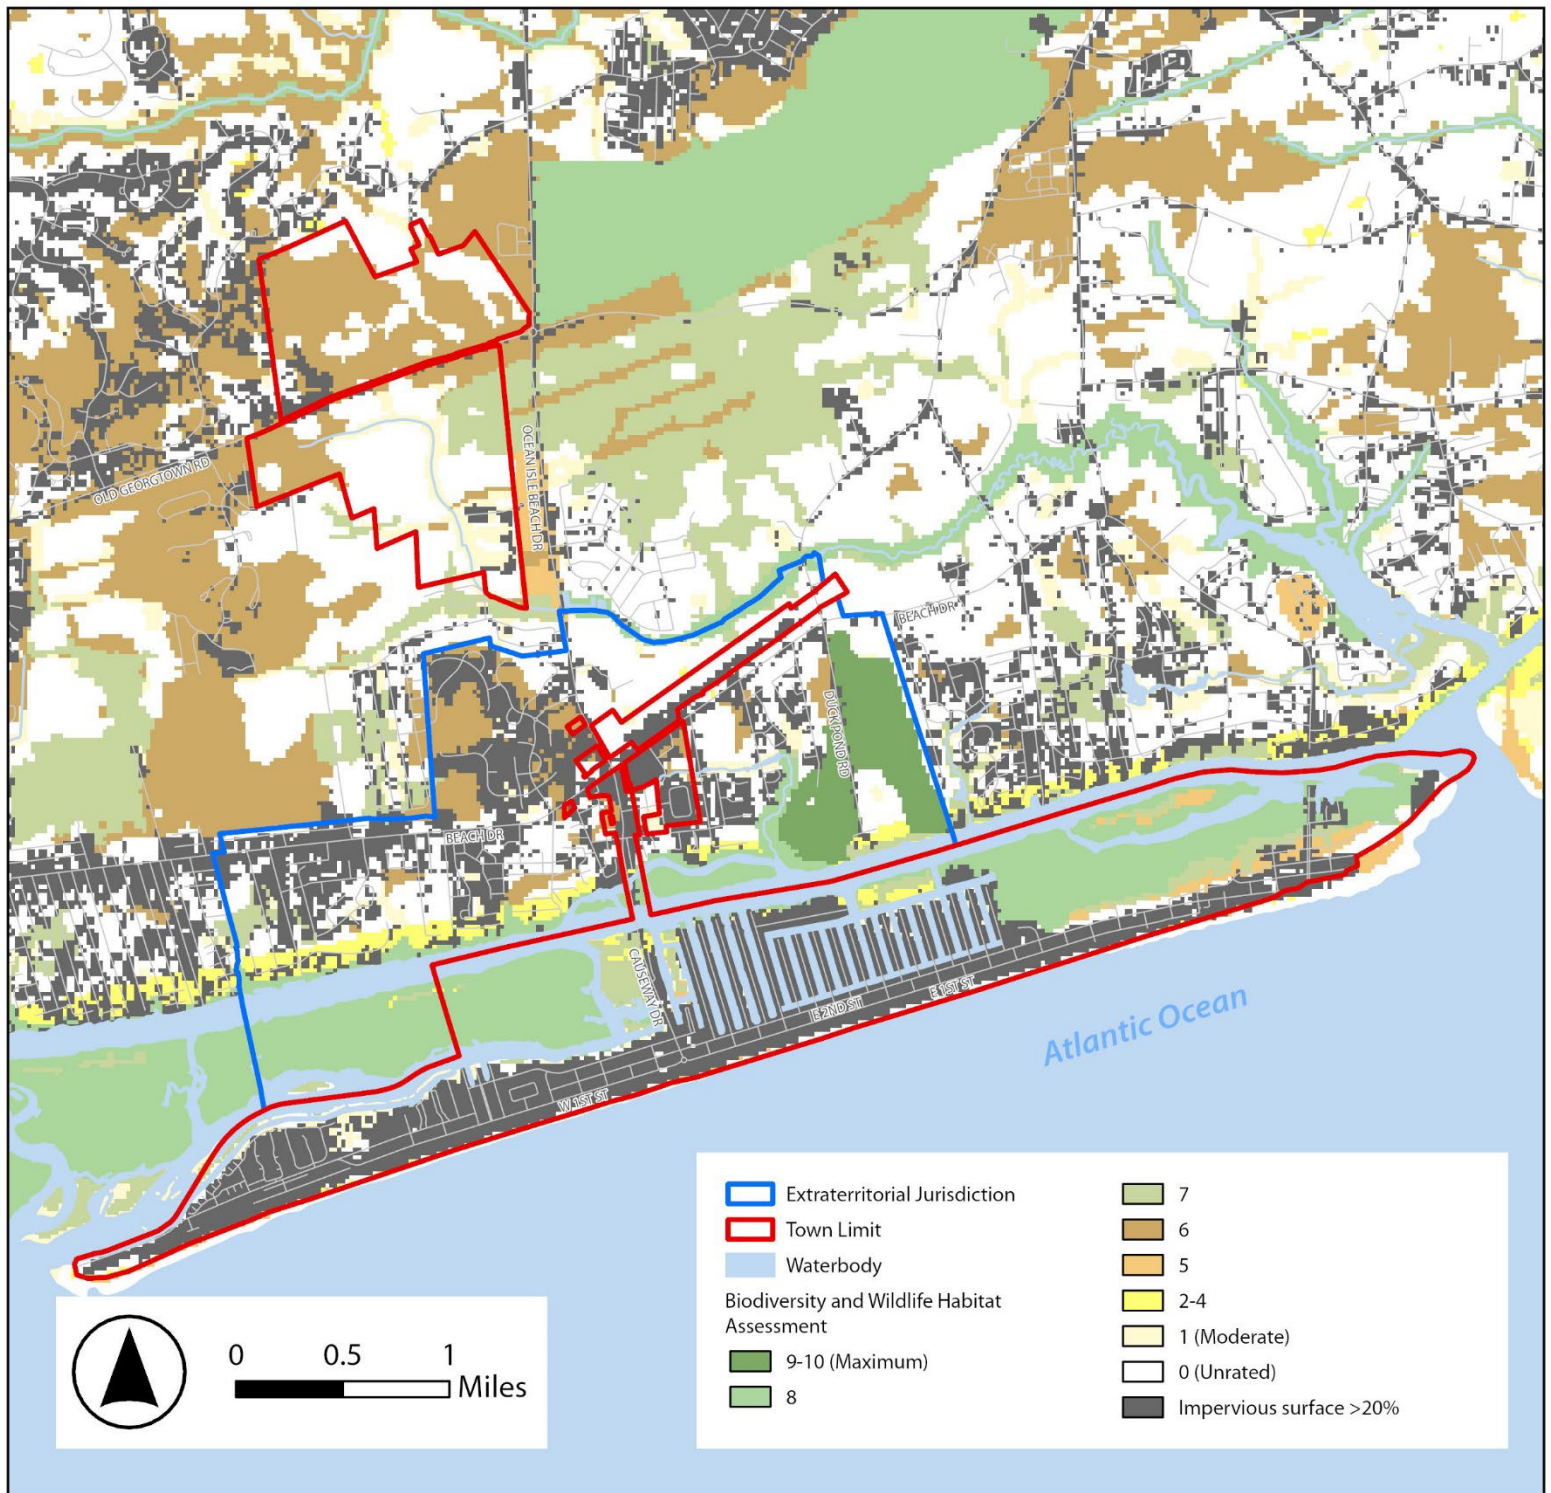 OLD GEORGTOWN RD
OCEAN ISLE BEACH DR
BEACH DR
DUCK POND RD
BEACH DR
CAUSEWAY DR
E 2ND ST
E 1ST ST
W 1ST ST
Atlantic Ocean
0 0.5 1
Miles
Extraterritorial Jurisdiction
Town Limit
Waterbody
Biodiversity and Wildlife Habitat
Assessment
9-10 (Maximum)
8
7
6
5
2-4
1 (Moderate)
0 (Unrated)
Impervious surface >20%